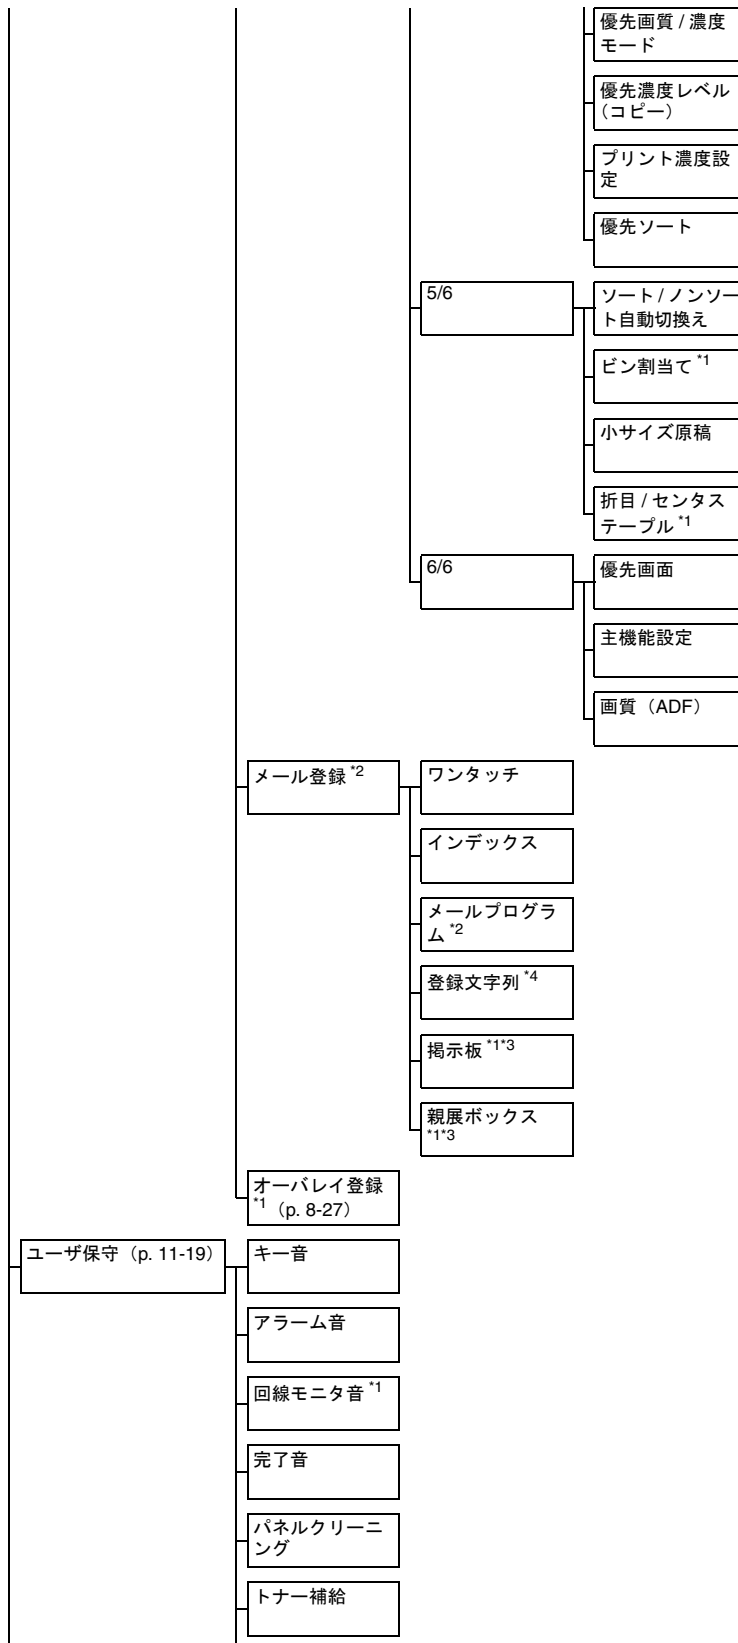 優先画質 / 濃度
モード
優先濃度レベル
（コピー）
プリント濃度設
定
優先ソート
5/6
ソート / ノンソー
ト自動切換え
ビン割当て *1
小サイズ原稿
折目 / センタス
テープル *1
6/6
優先画面
主機能設定
画質（ADF）
メール登録 *2
ワンタッチ
インデックス
メールプログラ
ム *2
登録文字列 *4
掲示板 *1*3
親展ボックス
*1*3
オーバレイ登録
*1（p. 8-27）
ユーザ保守（p. 11-19）
キー音
アラーム音
回線モニタ音 *1
完了音
パネルクリーニ
ング
トナー補給